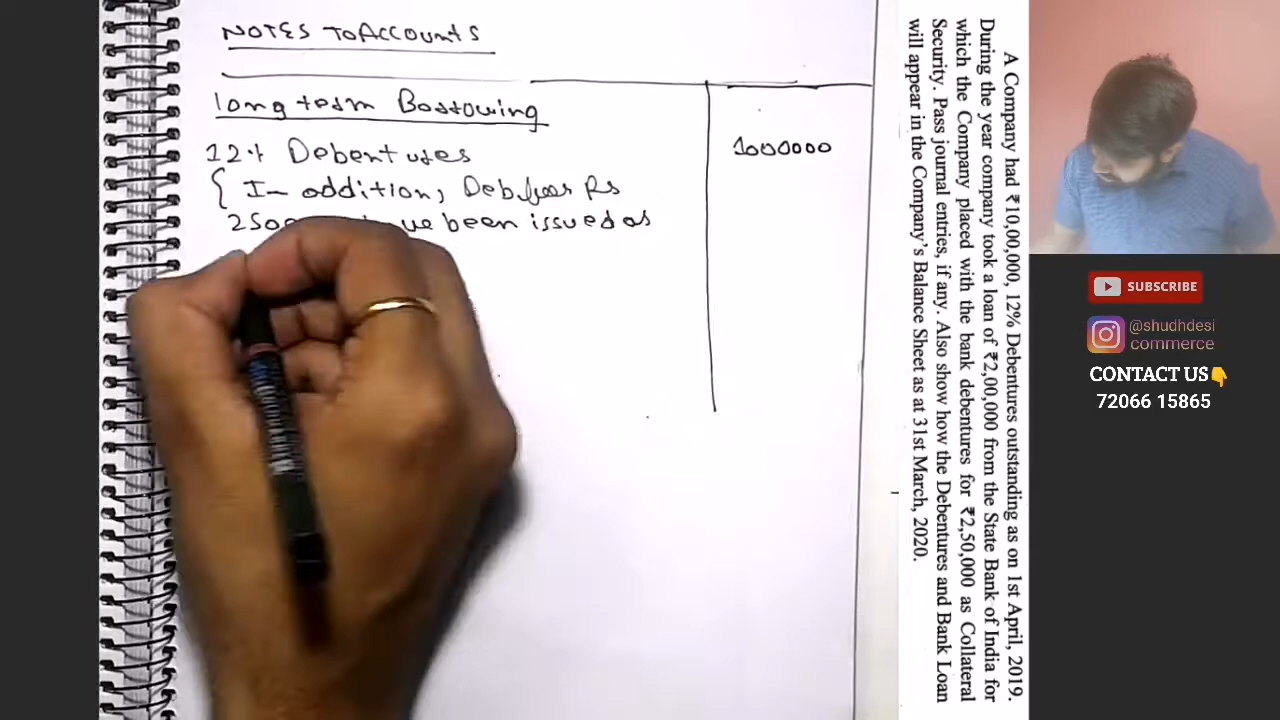 NOTES To Accounts
long term Borrowing
12% Debentures 1000000
{ In addition, Deb. for Rs
been issued as
A Company had ₹10,00,000, 12% Debentures outstanding as on 1st April, 2019.
During the year company took a loan of ₹2,00,000 from the State Bank of India for
which the Company placed with the bank debentures for ₹2,50,000 as Collateral
Security. Pass journal entries, if any. Also show how the Debentures and Bank Loan
will appear in the Company's Balance Sheet as at 31st March, 2020.
SUBSCRIBE
@shudhdesi
commerce
CONTACT US👇
72066 15865